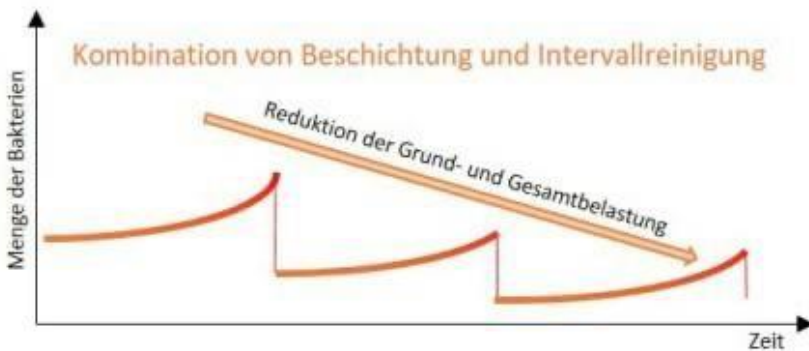 Kombination von Beschichtung und Intervallreinigung
Reduktion der Grund- und Gesamtbelastung
Menge der Bakterien
Zeit